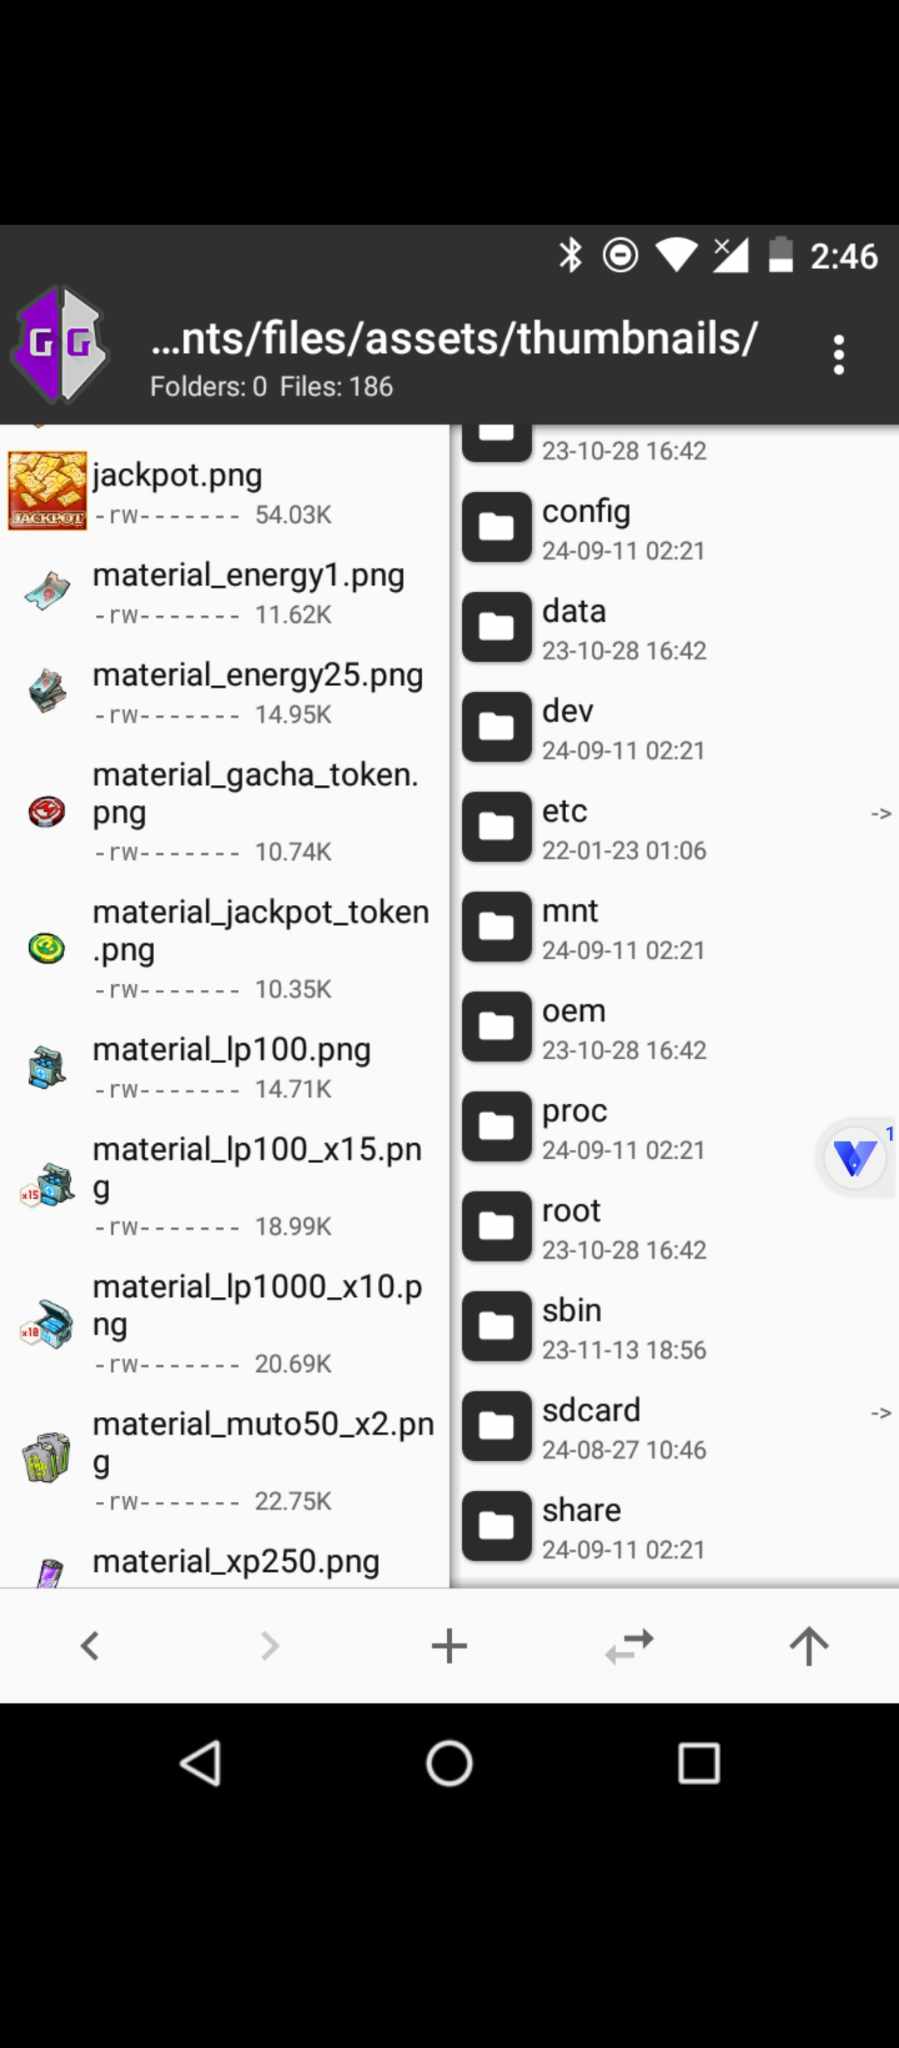 2:46
G G
...nts/files/assets/thumbnails/
Folders: 0 Files: 186
JACKPOT
jackpot.png
-rw------- 54.03K
material_energy1.png
-rw------- 11.62K
material_energy25.png
-rw------- 14.95K
material_gacha_token.
png
-rw------- 10.74K
material_jackpot_token
.png
-rw------- 10.35K
material_lp100.png
-rw------- 14.71K
material_lp100_x15.pn
g
x15
-rw------- 18.99K
material_lp1000_x10.p
ng
x10
-rw------- 20.69K
material_muto50_x2.pn
g
-rw------- 22.75K
material_xp250.png
23-10-28 16:42
config
24-09-11 02:21
data
23-10-28 16:42
dev
24-09-11 02:21
etc ->
22-01-23 01:06
mnt
24-09-11 02:21
oem
23-10-28 16:42
proc
24-09-11 02:21
1
root
23-10-28 16:42
sbin
23-11-13 18:56
sdcard ->
24-08-27 10:46
share
24-09-11 02:21